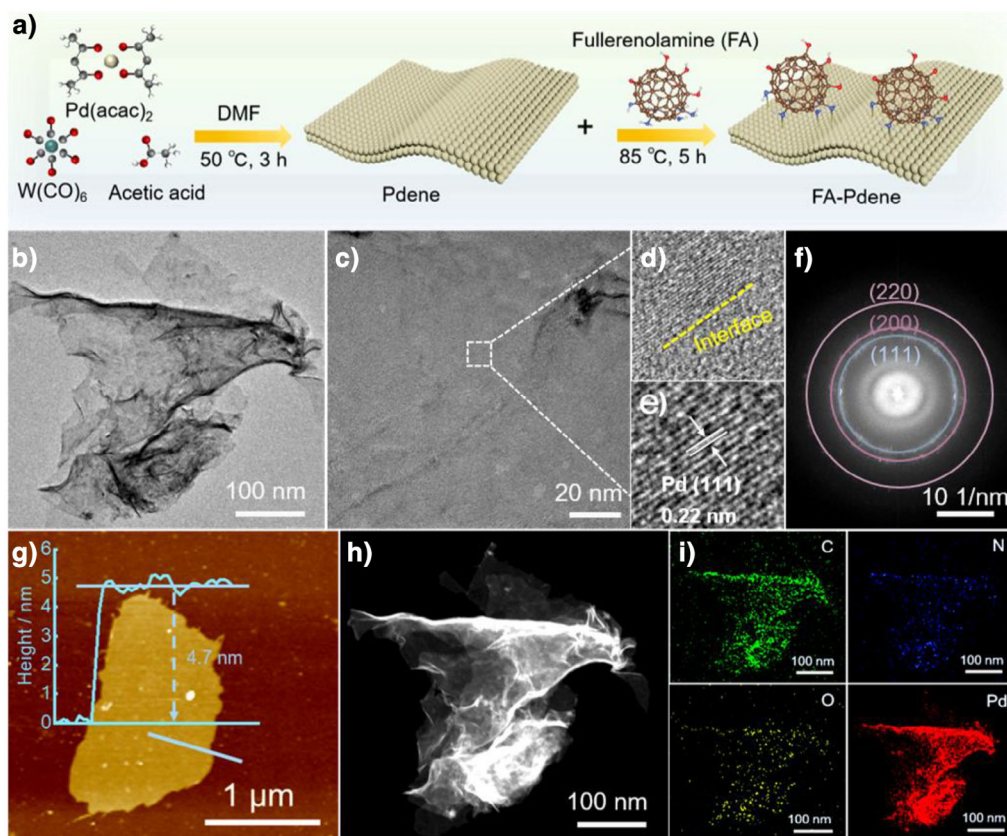 a)
Pd(acac)₂
W(CO)₆
Acetic acid
DMF
50 ℃, 3 h
Pdene
+
Fullerenolamine (FA)
85 ℃, 5 h
FA-Pdene
b)
100 nm
c)
20 nm
d)
Interface
e)
Pd (111)
0.22 nm
f)
(220)
(200)
(111)
10 1/nm
g)
Height / nm
6
5
4
3
2
1
0
4.7 nm
1 μm
h)
100 nm
i)
C
100 nm
N
100 nm
O
100 nm
Pd
100 nm